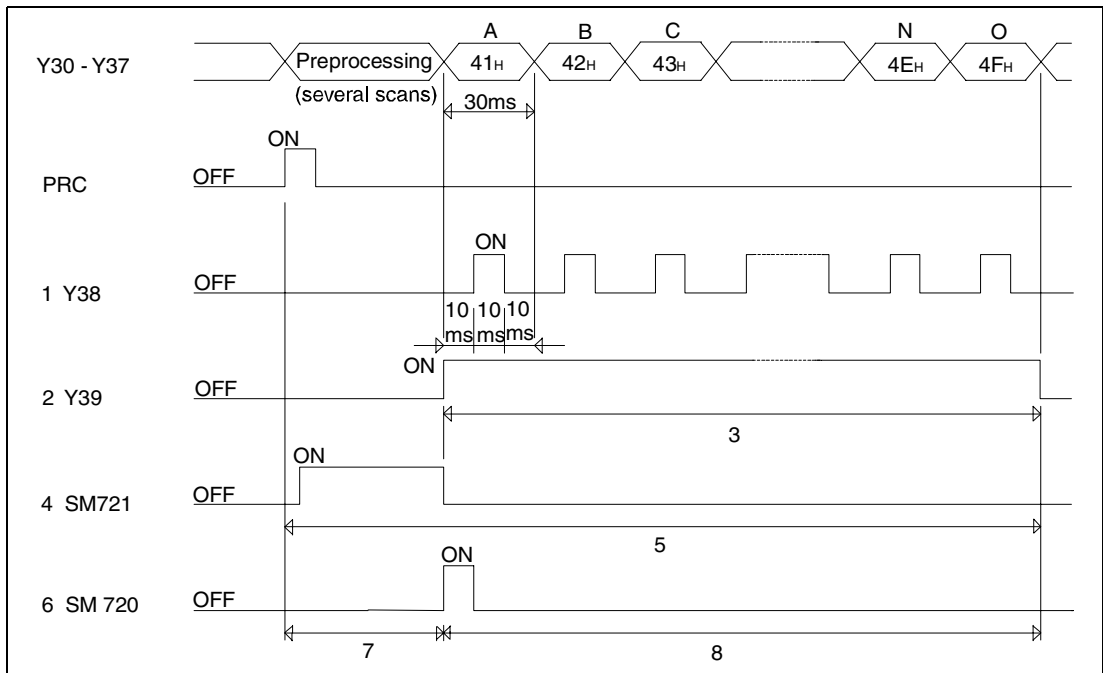 A B C N O
Y30 - Y37 Preprocessing 41H 42H 43H 4EH 4FH
(several scans) 30ms
ON
PRC OFF
ON
1 Y38 OFF
10 10 10
ms ms ms
ON
2 Y39 OFF
3
ON
4 SM721 OFF
5
ON
6 SM 720 OFF
7 8